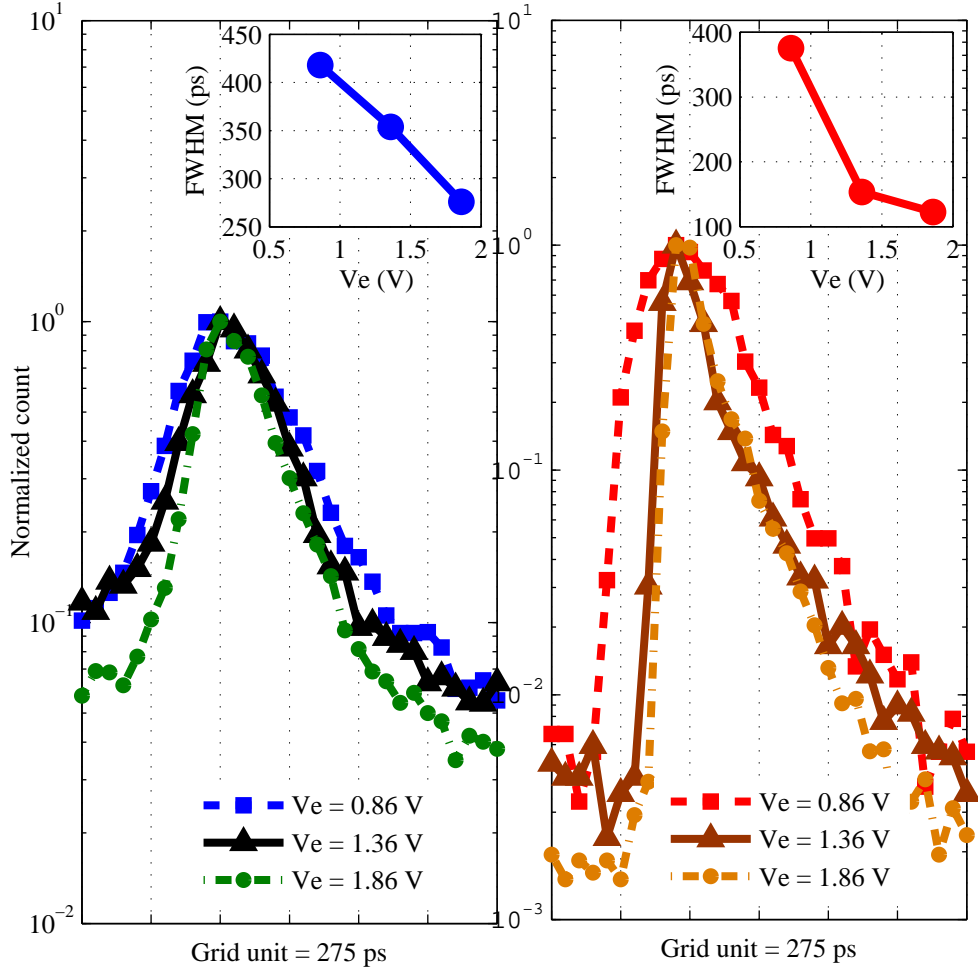 10^1
10^0
10^-1
10^-2
Normalized count
450
400
350
300
250
FWHM (ps)
0.5 1 1.5 2
Ve (V)
Ve = 0.86 V
Ve = 1.36 V
Ve = 1.86 V
Grid unit = 275 ps
10^1
10^0
10^-1
10^-2
10^-3
400
300
200
100
FWHM (ps)
0.5 1 1.5 2
Ve (V)
Ve = 0.86 V
Ve = 1.36 V
Ve = 1.86 V
Grid unit = 275 ps